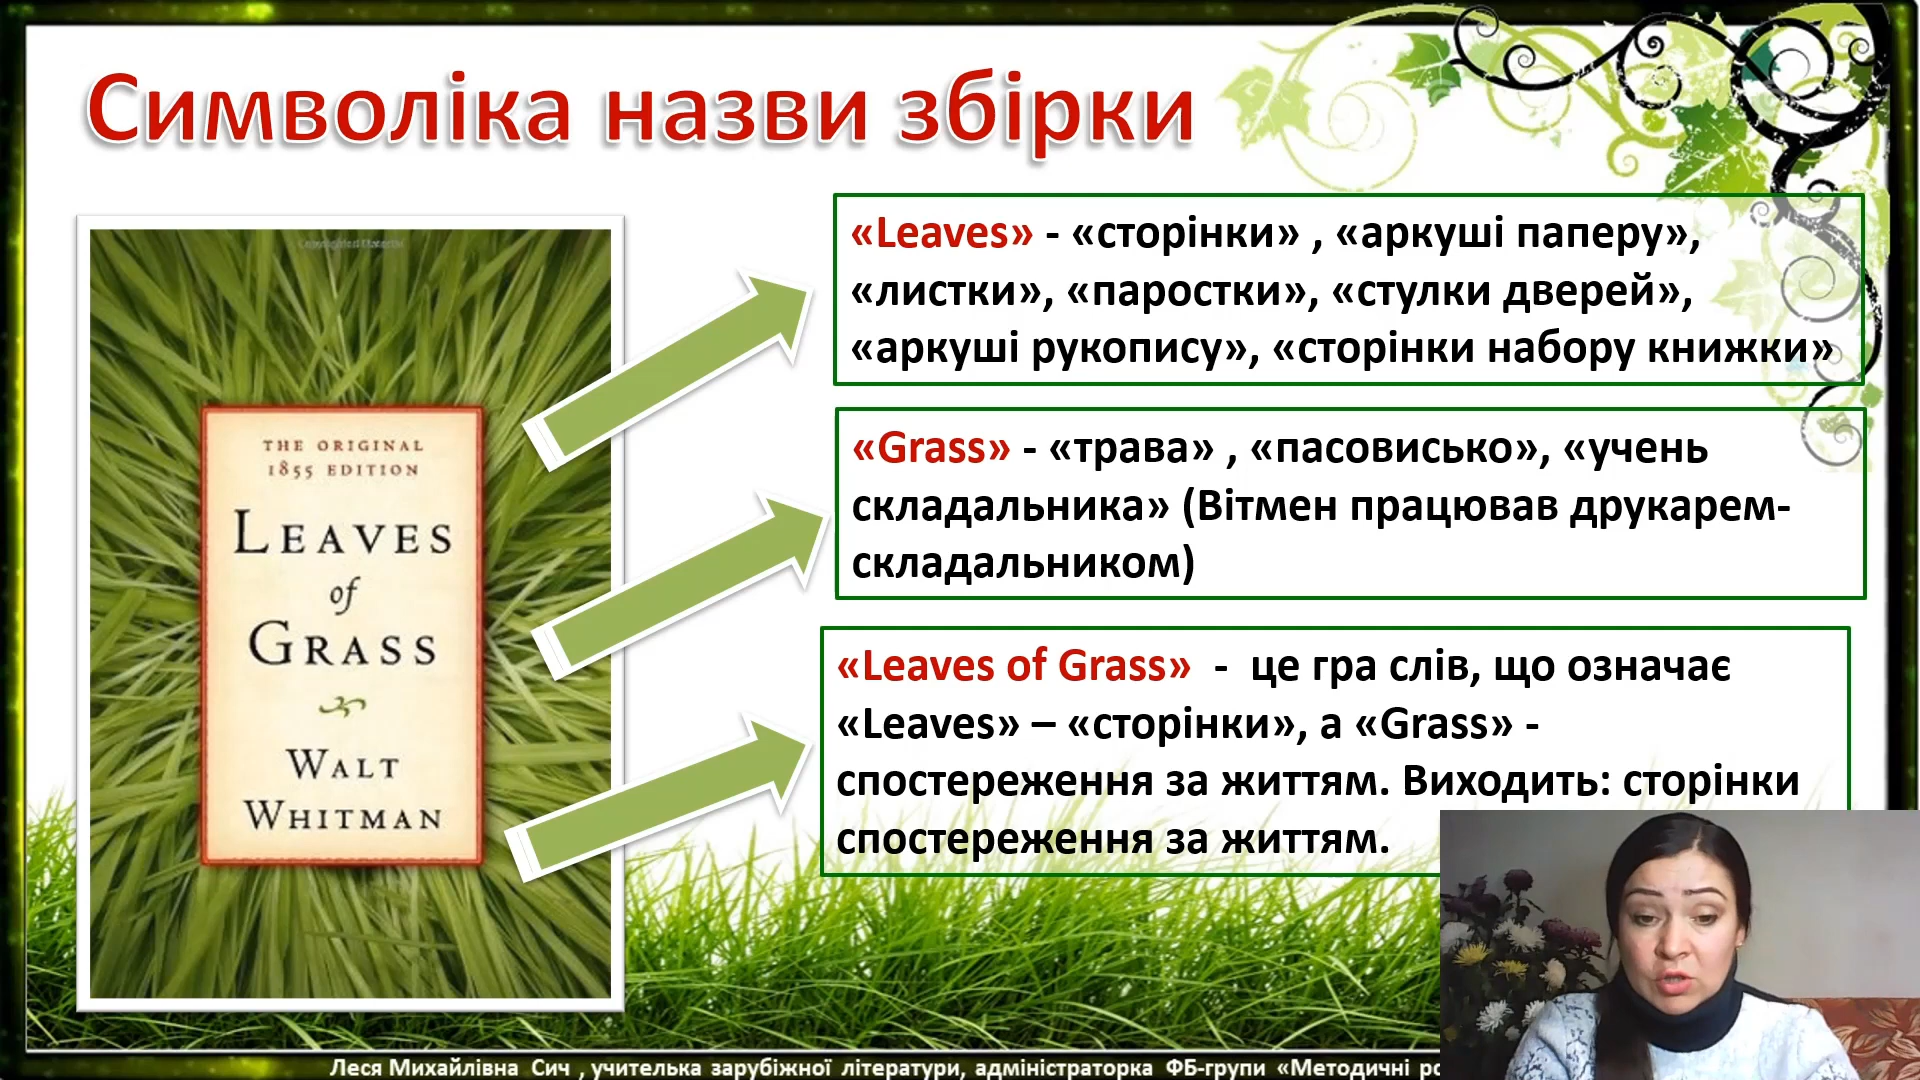 Символіка назви збірки
Copyrighted Material
THE ORIGINAL
1855 EDITION
LEAVES
of
GRASS
WALT
WHITMAN
«Leaves» - «сторінки» , «аркуші паперу»,
«листки», «паростки», «стулки дверей»,
«аркуші рукопису», «сторінки набору книжки»
«Grass» - «трава» , «пасовисько», «учень
складальника» (Вітмен працював друкарем-
складальником)
«Leaves of Grass» - це гра слів, що означає
«Leaves» – «сторінки», а «Grass» -
спостереження за життям. Виходить: сторінки
спостереження за життям.
Леся Михайлівна Сич , учителька зарубіжної літератури, адміністраторка ФБ-групи «Методичні